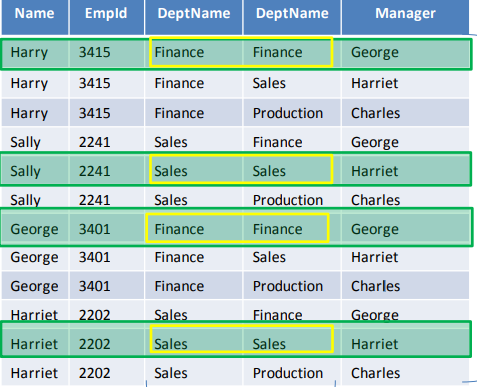 Name EmpId DeptName DeptName Manager
Harry 3415 Finance Finance George
Harry 3415 Finance Sales Harriet
Harry 3415 Finance Production Charles
Sally 2241 Sales Finance George
Sally 2241 Sales Sales Harriet
Sally 2241 Sales Production Charles
George 3401 Finance Finance George
George 3401 Finance Sales Harriet
George 3401 Finance Production Charles
Harriet 2202 Sales Finance George
Harriet 2202 Sales Sales Harriet
Harriet 2202 Sales Production Charles